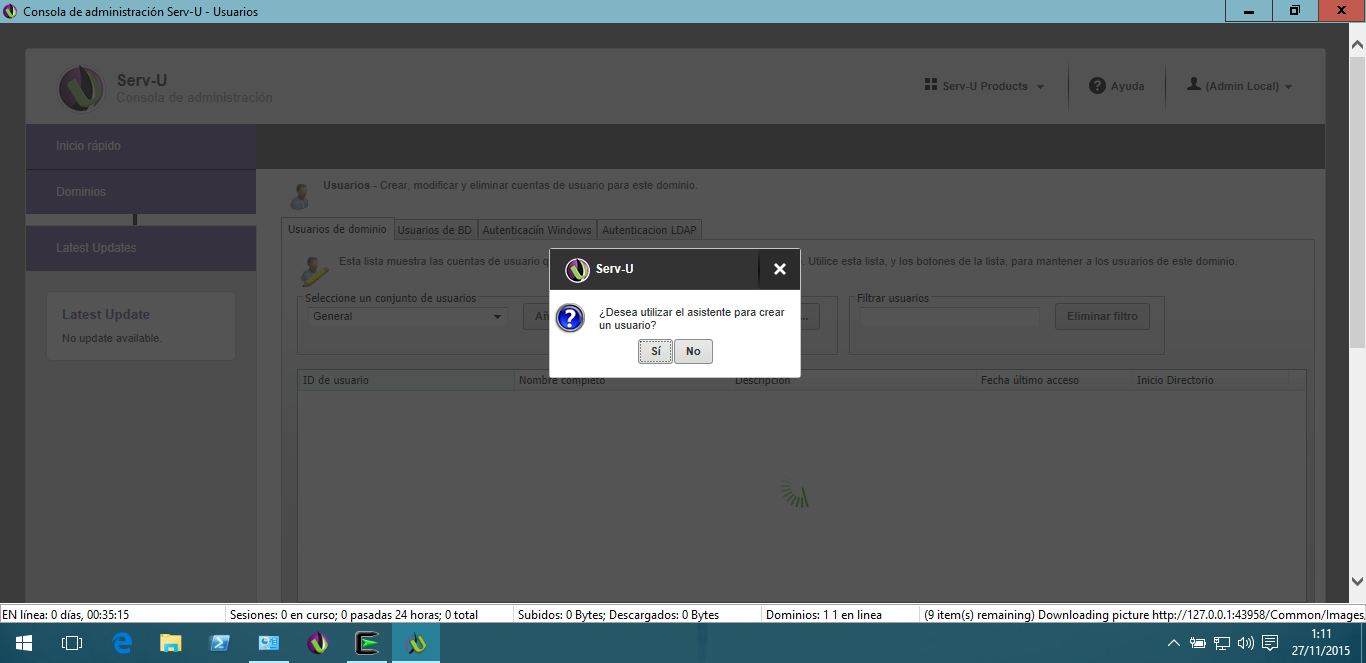 Consola de administración Serv-U - Usuarios
Serv-U
Consola de administración
Serv-U Products
Ayuda
(Admin Local)
Inicio rápido
Dominios
Latest Updates
Latest Update
No update available.
Usuarios - Crear, modificar y eliminar cuentas de usuario para este dominio.
Usuarios de dominio
Usuarios de BD
Autenticaciín Windows
Autenticacion LDAP
Esta lista muestra las cuentas de usuario
Utilice esta lista, y los botones de la lista, para mantener a los usuarios de este dominio.
Seleccione un conjunto de usuarios
General
Filtrar usuarios
Eliminar filtro
Serv-U
¿Desea utilizar el asistente para crear
un usuario?
Sí
No
ID de usuario
Nombre completo
Descripción
Fecha último acceso
Inicio Directorio
EN línea: 0 días, 00:35:15
Sesiones: 0 en curso; 0 pasadas 24 horas; 0 total
Subidos: 0 Bytes; Descargados: 0 Bytes
Dominios: 1 1 en linea
(9 item(s) remaining) Downloading picture http://127.0.0.1:43958/Common/Images,
1:11
27/11/2015